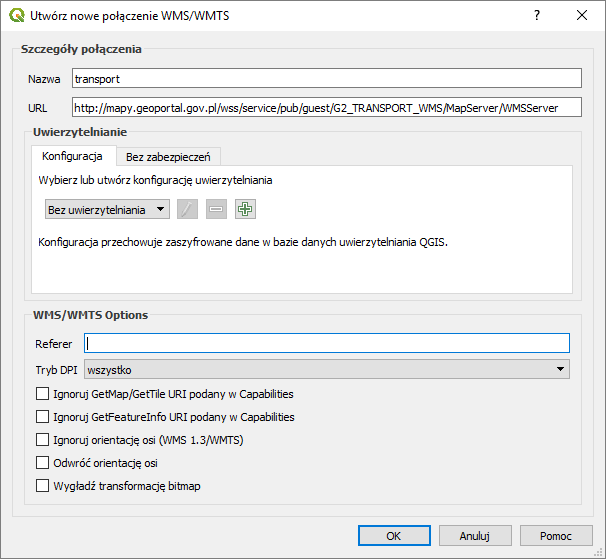 Utwórz nowe połączenie WMS/WMTS
?
Szczegóły połączenia
Nazwa transport
URL http://mapy.geoportal.gov.pl/wss/service/pub/guest/G2_TRANSPORT_WMS/MapServer/WMSServer
Uwierzytelnianie
Konfiguracja Bez zabezpieczeń
Wybierz lub utwórz konfigurację uwierzytelniania
Bez uwierzytelniania
Konfiguracja przechowuje zaszyfrowane dane w bazie danych uwierzytelniania QGIS.
WMS/WMTS Options
Referer
Tryb DPI wszystko
Ignoruj GetMap/GetTile URI podany w Capabilities
Ignoruj GetFeatureInfo URI podany w Capabilities
Ignoruj orientację osi (WMS 1.3/WMTS)
Odwróć orientację osi
Wygładź transformację bitmap
OK Anuluj Pomoc